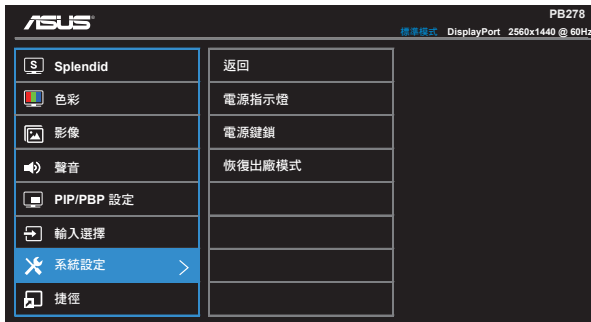 ASUS
PB278
標準模式 DisplayPort 2560x1440 @ 60Hz
S Splendid
色彩
影像
聲音
PIP/PBP 設定
輸入選擇
系統設定
捷徑
返回
電源指示燈
電源鍵鎖
恢復出廠模式